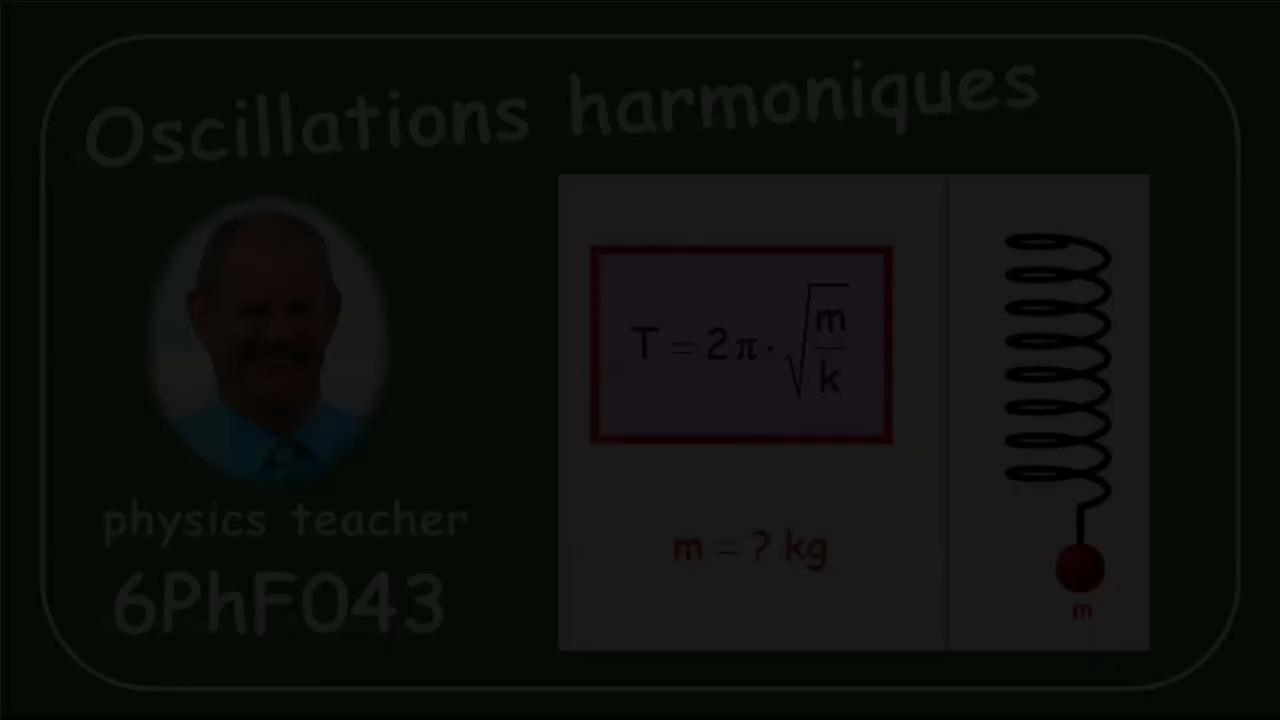 Oscillations harmoniques
physics teacher
6PhF043
T = 2π · √m/k
m = ? kg
m